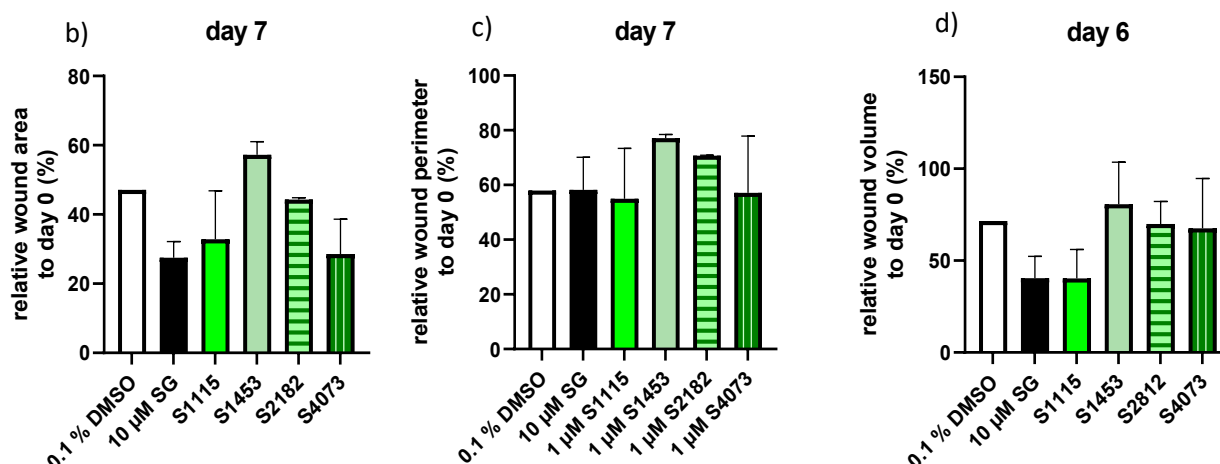 b)
day 7
relative wound area
to day 0 (%)
80
60
40
20
0
0.1 % DMSO
10 µM SG
S1115
S1453
S2182
S4073
c)
day 7
relative wound perimeter
to day 0 (%)
100
80
60
40
20
0
0.1 % DMSO
10 µM SG
1 µM S1115
1 µM S1453
1 µM S2182
1 µM S4073
d)
day 6
relative wound volume
to day 0 (%)
150
100
50
0
0.1 % DMSO
10 µM SG
S1115
S1453
S2812
S4073